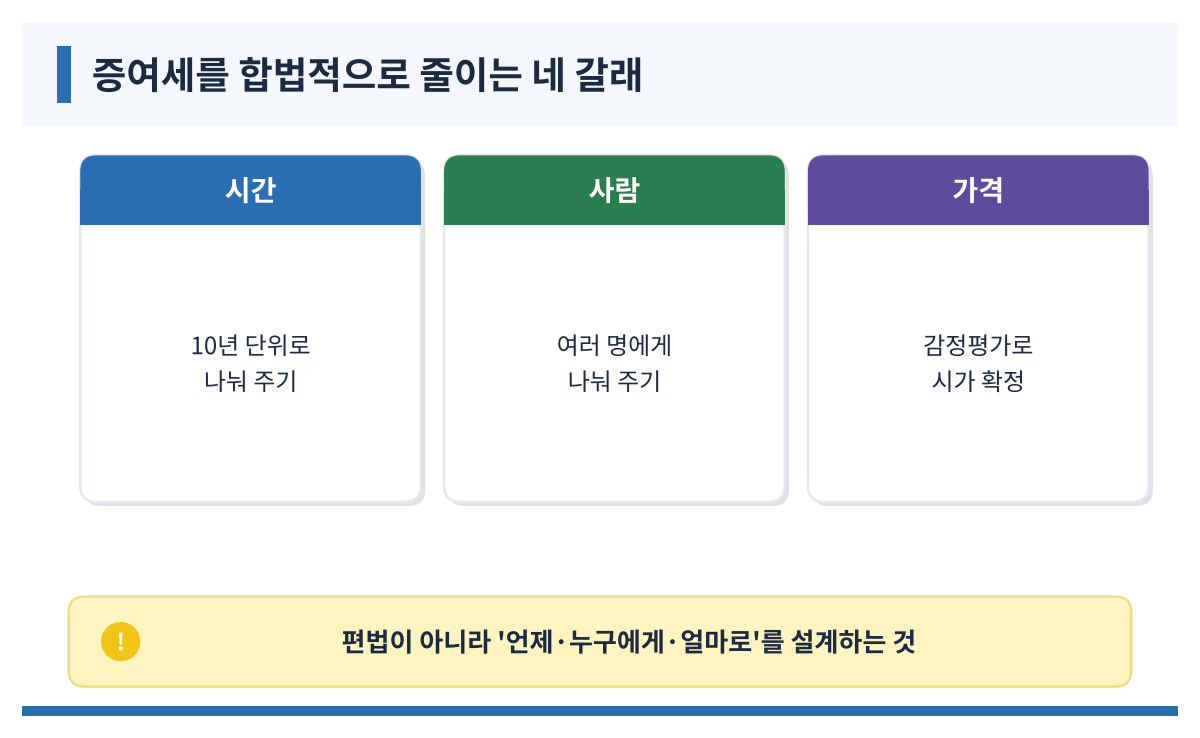 증여세를 합법적으로 줄이는 네 갈래
시간
10년 단위로
나눠 주기
사람
여러 명에게
나눠 주기
가격
감정평가로
시가 확정
!
편법이 아니라 '언제·누구에게·얼마로'를 설계하는 것